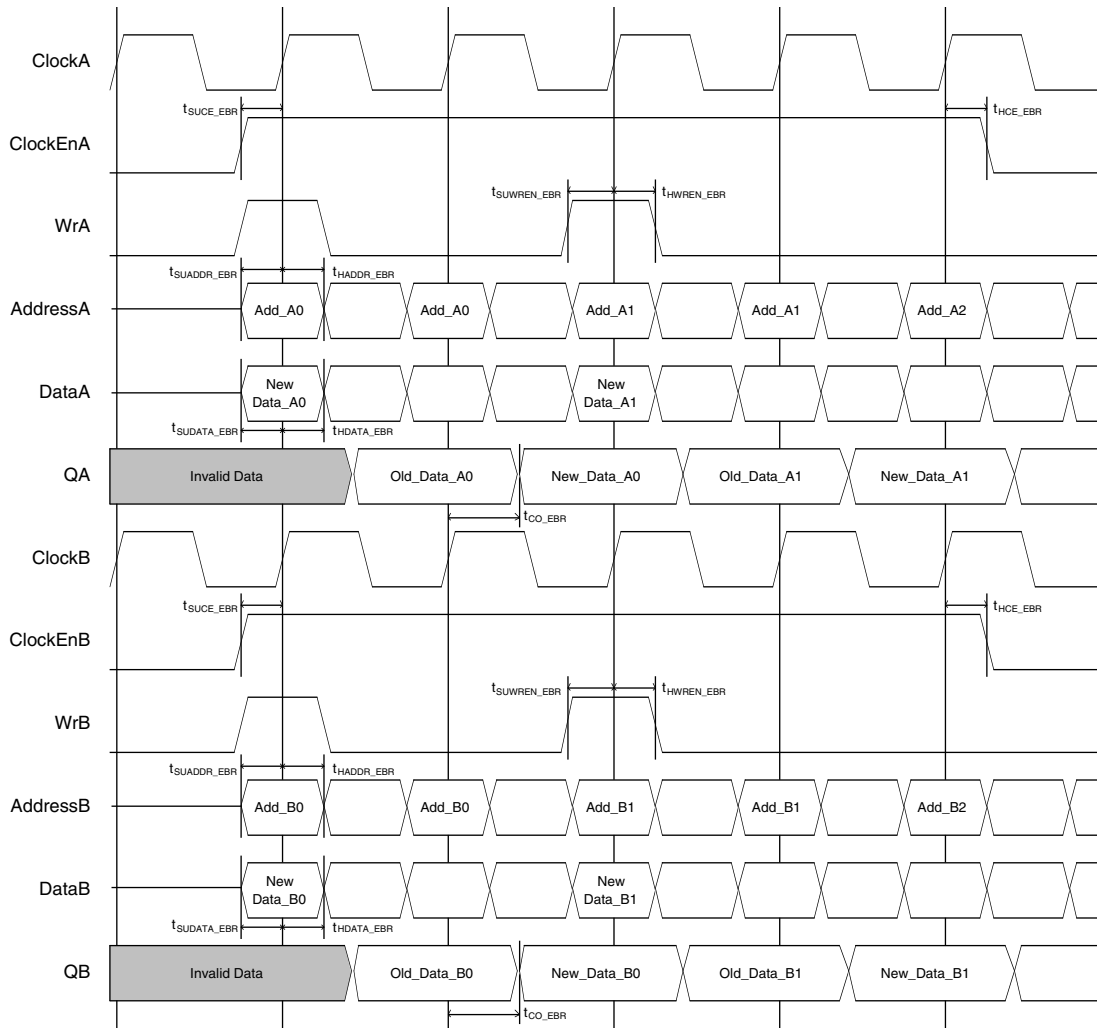 ClockA
tSUCE_EBR
tHCE_EBR
ClockEnA
tSUWREN_EBR
tHWREN_EBR
WrA
tSUADDR_EBR
tHADDR_EBR
AddressA
Add_A0
Add_A0
Add_A1
Add_A1
Add_A2
DataA
New
Data_A0
New
Data_A1
tSUDATA_EBR
tHDATA_EBR
QA
Invalid Data
Old_Data_A0
New_Data_A0
Old_Data_A1
New_Data_A1
tCO_EBR
ClockB
tSUCE_EBR
tHCE_EBR
ClockEnB
tSUWREN_EBR
tHWREN_EBR
WrB
tSUADDR_EBR
tHADDR_EBR
AddressB
Add_B0
Add_B0
Add_B1
Add_B1
Add_B2
DataB
New
Data_B0
New
Data_B1
tSUDATA_EBR
tHDATA_EBR
QB
Invalid Data
Old_Data_B0
New_Data_B0
Old_Data_B1
New_Data_B1
tCO_EBR